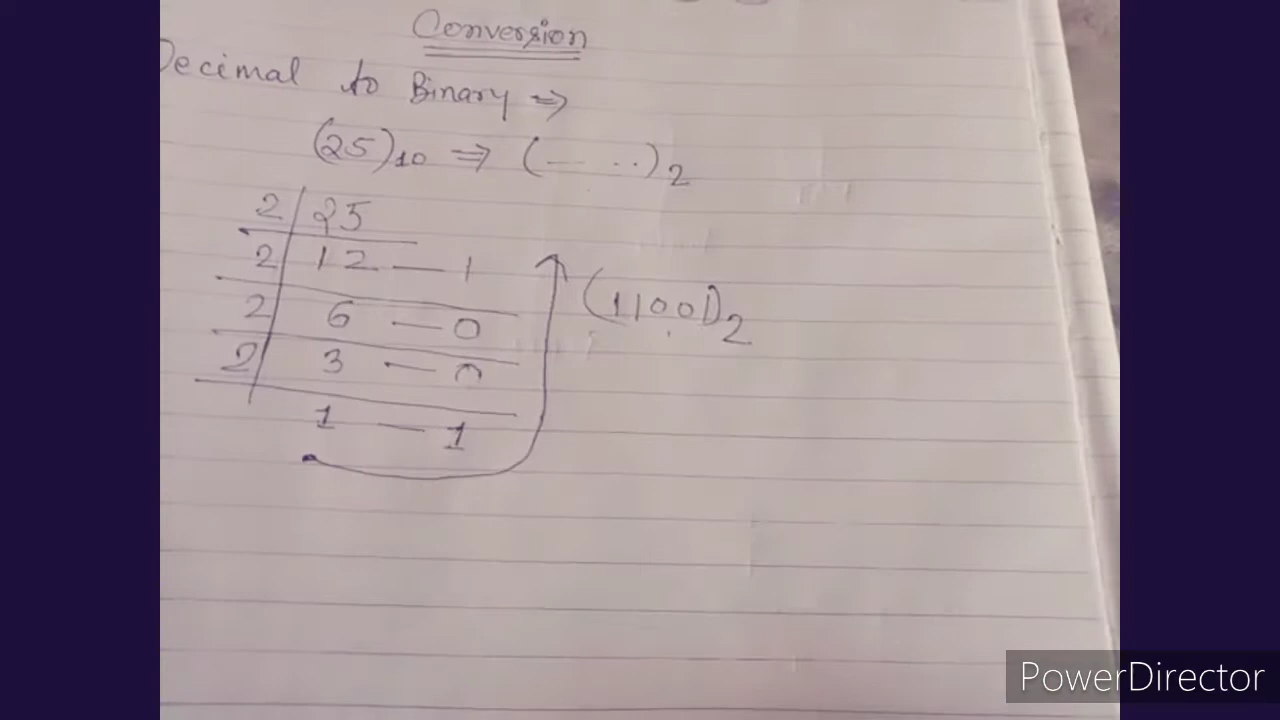 Conversion
Decimal to Binary ⇒
(25)10 ⇒ (— ..)2
2 | 25
2 | 12 — 1
2 | 6 — 0
2 | 3 — 0
1 — 1
(11001)2
PowerDirector